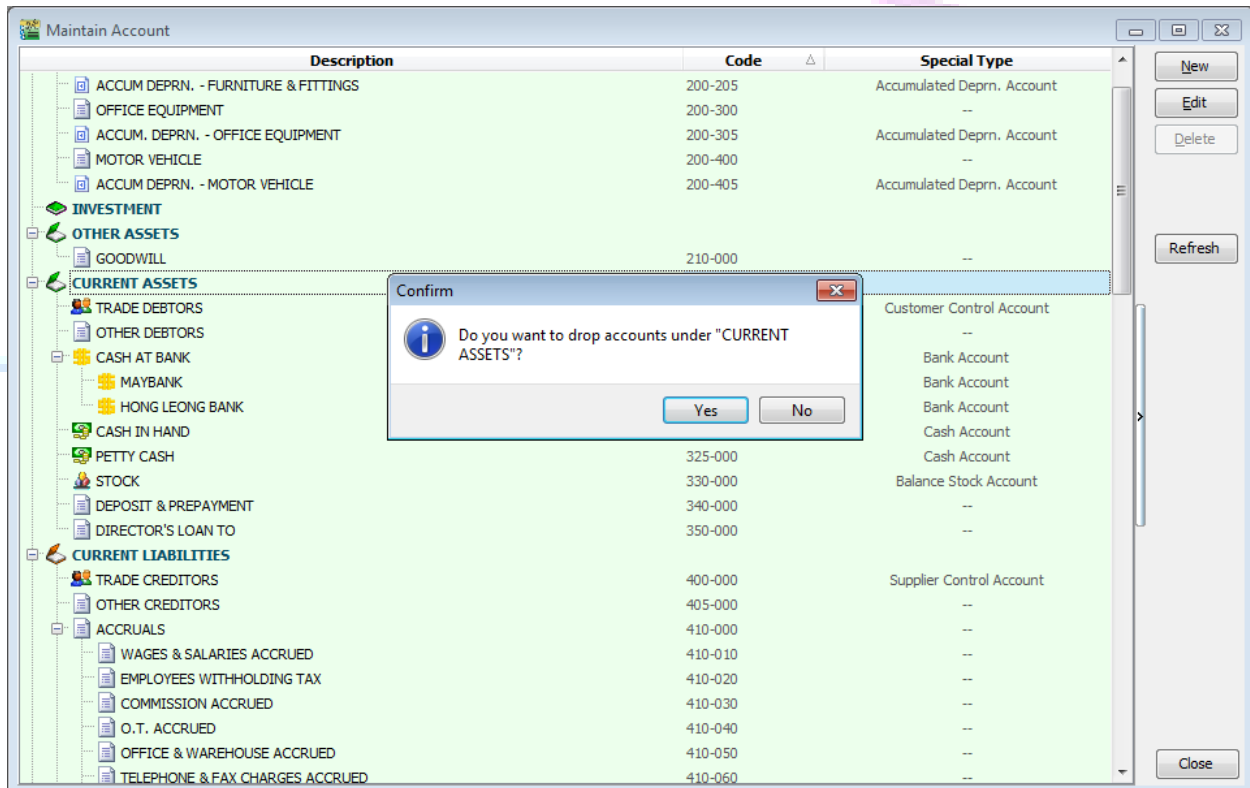 Maintain Account
Description Code Special Type
ACCUM DEPRN. - FURNITURE & FITTINGS 200-205 Accumulated Deprn. Account
OFFICE EQUIPMENT 200-300 --
ACCUM. DEPRN. - OFFICE EQUIPMENT 200-305 Accumulated Deprn. Account
MOTOR VEHICLE 200-400 --
ACCUM DEPRN. - MOTOR VEHICLE 200-405 Accumulated Deprn. Account
INVESTMENT
OTHER ASSETS
GOODWILL 210-000 --
CURRENT ASSETS
TRADE DEBTORS Customer Control Account
OTHER DEBTORS --
CASH AT BANK Bank Account
MAYBANK Bank Account
HONG LEONG BANK Bank Account
CASH IN HAND Cash Account
PETTY CASH 325-000 Cash Account
STOCK 330-000 Balance Stock Account
DEPOSIT & PREPAYMENT 340-000 --
DIRECTOR'S LOAN TO 350-000 --
CURRENT LIABILITIES
TRADE CREDITORS 400-000 Supplier Control Account
OTHER CREDITORS 405-000 --
ACCRUALS 410-000 --
WAGES & SALARIES ACCRUED 410-010 --
EMPLOYEES WITHHOLDING TAX 410-020 --
COMMISSION ACCRUED 410-030 --
O.T. ACCRUED 410-040 --
OFFICE & WAREHOUSE ACCRUED 410-050 --
TELEPHONE & FAX CHARGES ACCRUED 410-060 --
Confirm
Do you want to drop accounts under "CURRENT
ASSETS"?
Yes No
New
Edit
Delete
Refresh
Close